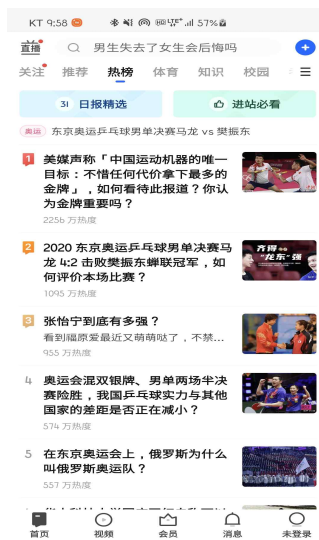 KT 9:58 57%
直播 男生失去了女生会后悔吗
关注 推荐 热榜 体育 知识 校园
31 日报精选 进站必看
奥运 东京奥运乒乓球男单决赛马龙 vs 樊振东
1 美媒声称「中国运动机器的唯一
目标：不惜任何代价拿下最多的
金牌」，如何看待此报道？你认
为金牌重要吗？
2256 万热度
2 2020 东京奥运乒乓球男单决赛马
龙 4:2 击败樊振东蝉联冠军，如
何评价本场比赛？
1095 万热度
齐得
"龙东"强
3 张怡宁到底有多强？
看到福原爱最近又萌萌哒了，不禁...
955 万热度
4 奥运会混双银牌、男单两场半决
赛险胜，我国乒乓球实力与其他
国家的差距是否正在减小？
574 万热度
5 在东京奥运会上，俄罗斯为什么
叫俄罗斯奥运队？
557 万热度
首页 视频 会员 消息 未登录